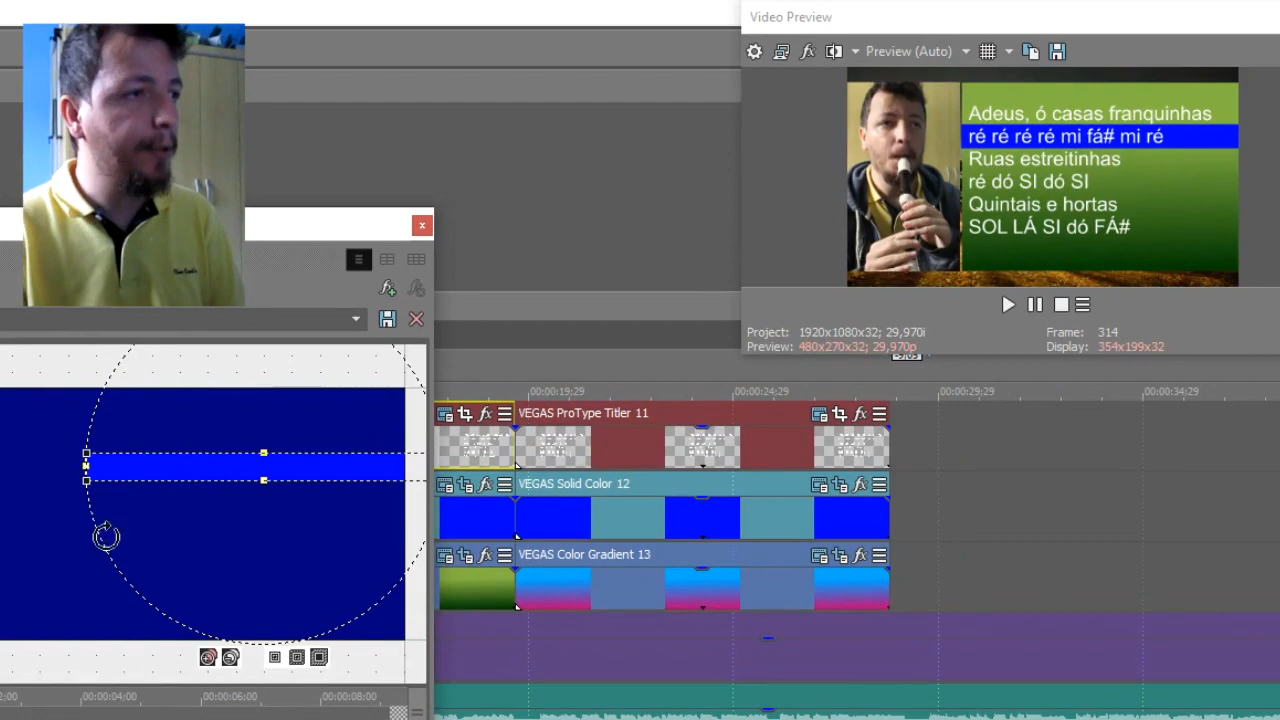 Video Preview
Preview (Auto)
Adeus, ó casas franquinhas
ré ré ré ré mi fá# mi ré
Ruas estreitinhas
ré dó SI dó SI
Quintais e hortas
SOL LÁ SI dó FÁ#
Project: 1920x1080x32; 29,970i
Frame: 314
Preview: 480x270x32; 29,970p
Display: 354x199x32
00:00:19;29
00:00:24;29
00:00:29;29
00:00:34;29
VEGAS ProType Titler 11
VEGAS Solid Color 12
VEGAS Color Gradient 13
2:00
00:00:04;00
00:00:06;00
00:00:08;00